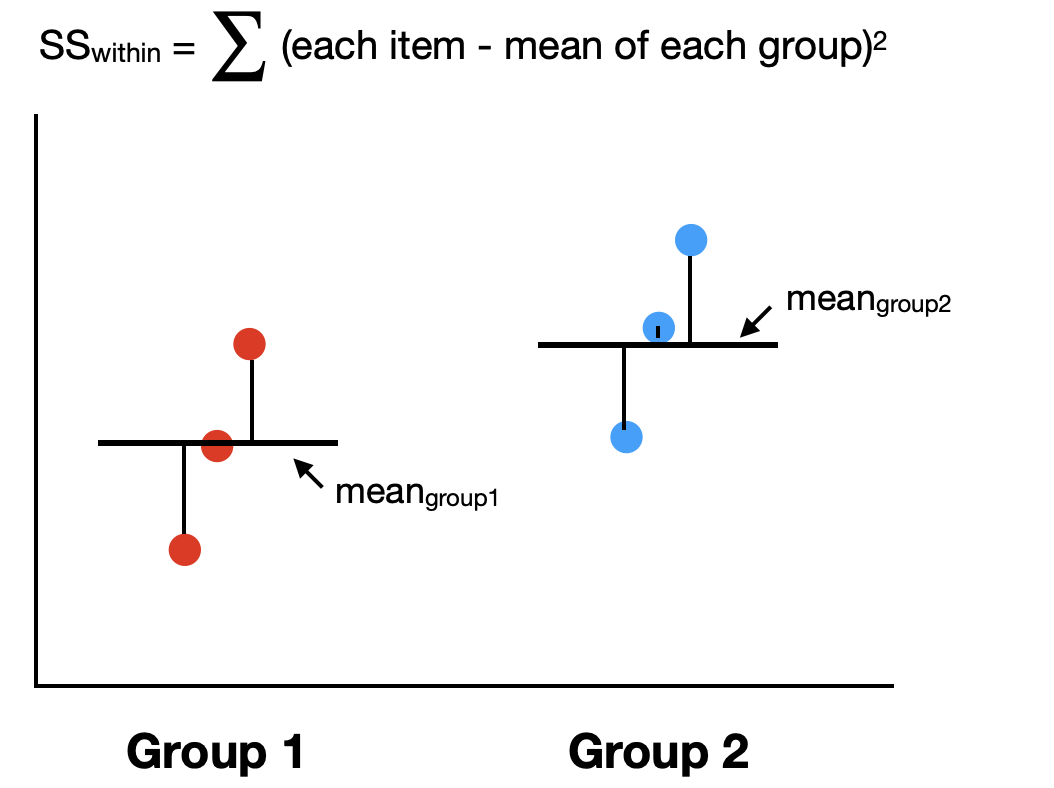 SSwithin = ∑ (each item - mean of each group)²
meangroup2
meangroup1
Group 1
Group 2